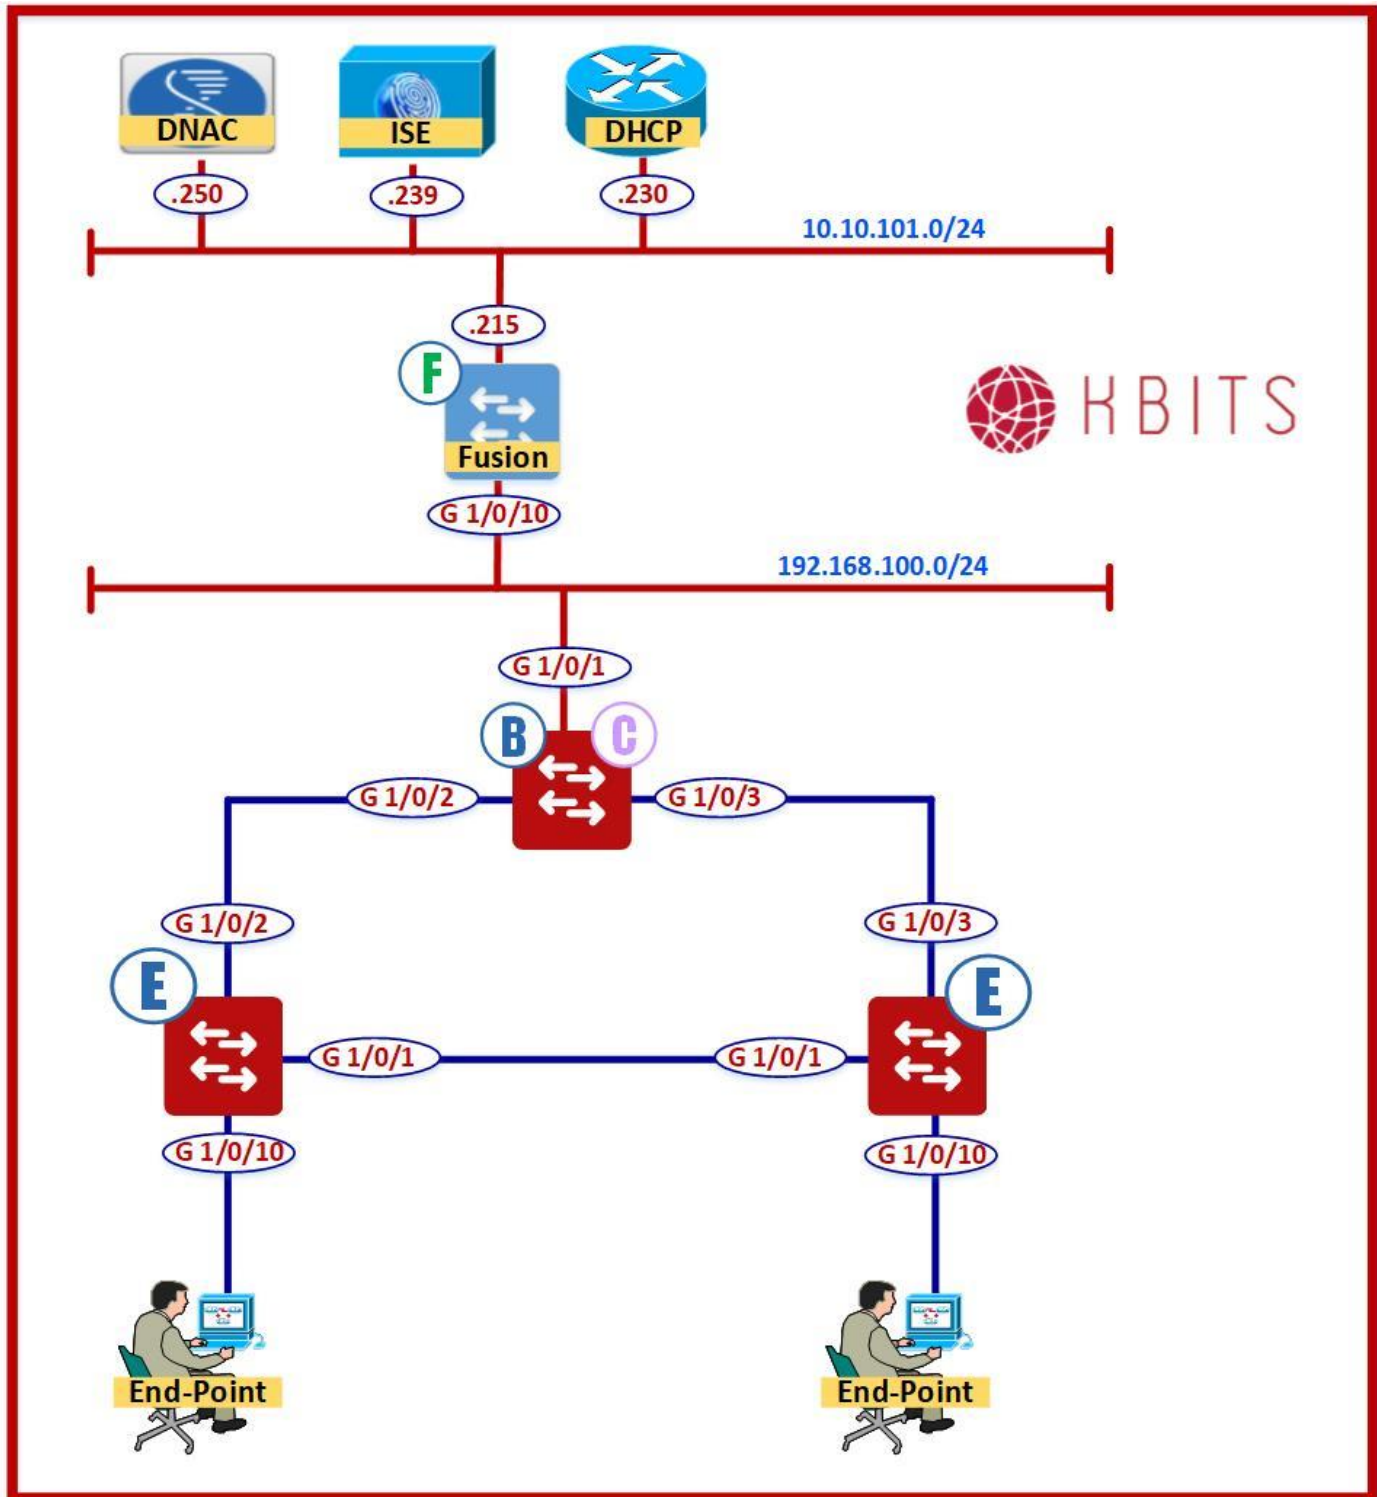 DNAC
ISE
DHCP
.250
.239
.230
10.10.101.0/24
.215
F
Fusion
KBITS
G 1/0/10
192.168.100.0/24
G 1/0/1
B
C
G 1/0/2
G 1/0/3
G 1/0/2
G 1/0/3
E
E
G 1/0/1
G 1/0/1
G 1/0/10
G 1/0/10
End-Point
End-Point